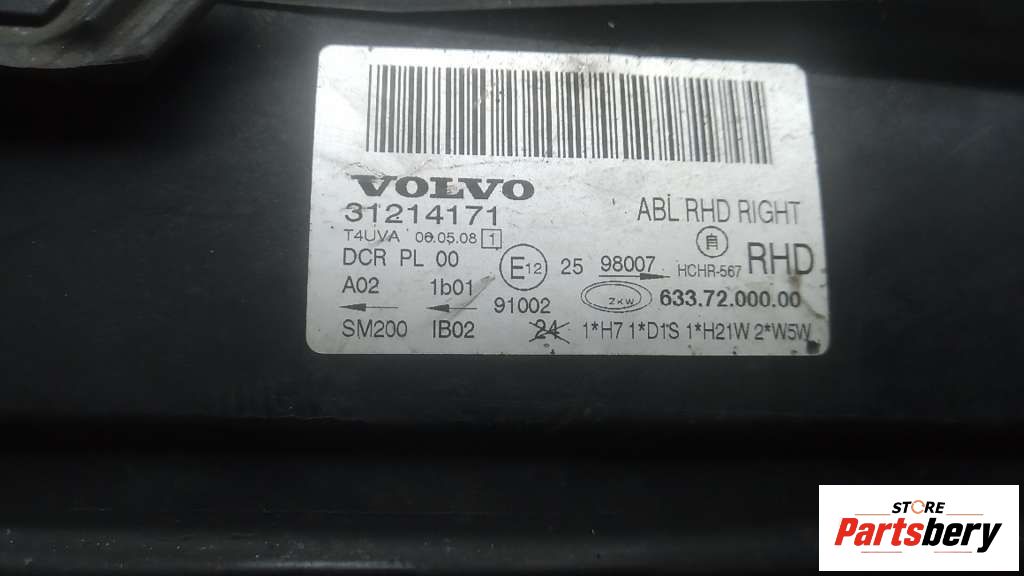 VOLVO
31214171
ABL RHD RIGHT
T4UVA 06.05.08 1
DCR PL 00
E12 25 98007
HCHR-567 RHD
A02 1b01
91002
ZKW 633.72.000.00
SM200 IB02 24 1*H7 1*D1S 1*H21W 2*W5W
STORE
Partsbery